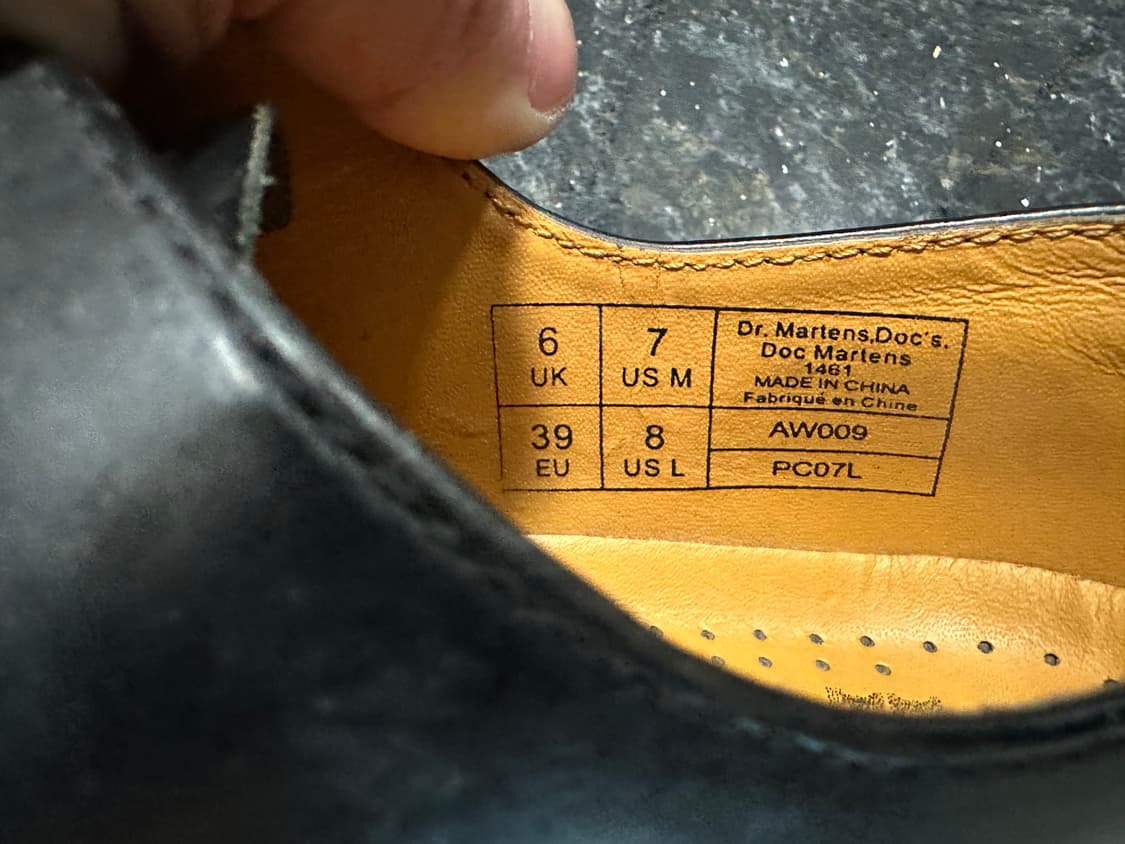 6
UK
7
US M
39
EU
8
US L
Dr. Martens,Doc's.
Doc Martens
1461
MADE IN CHINA
Fabriqué en Chine
AW009
PC07L